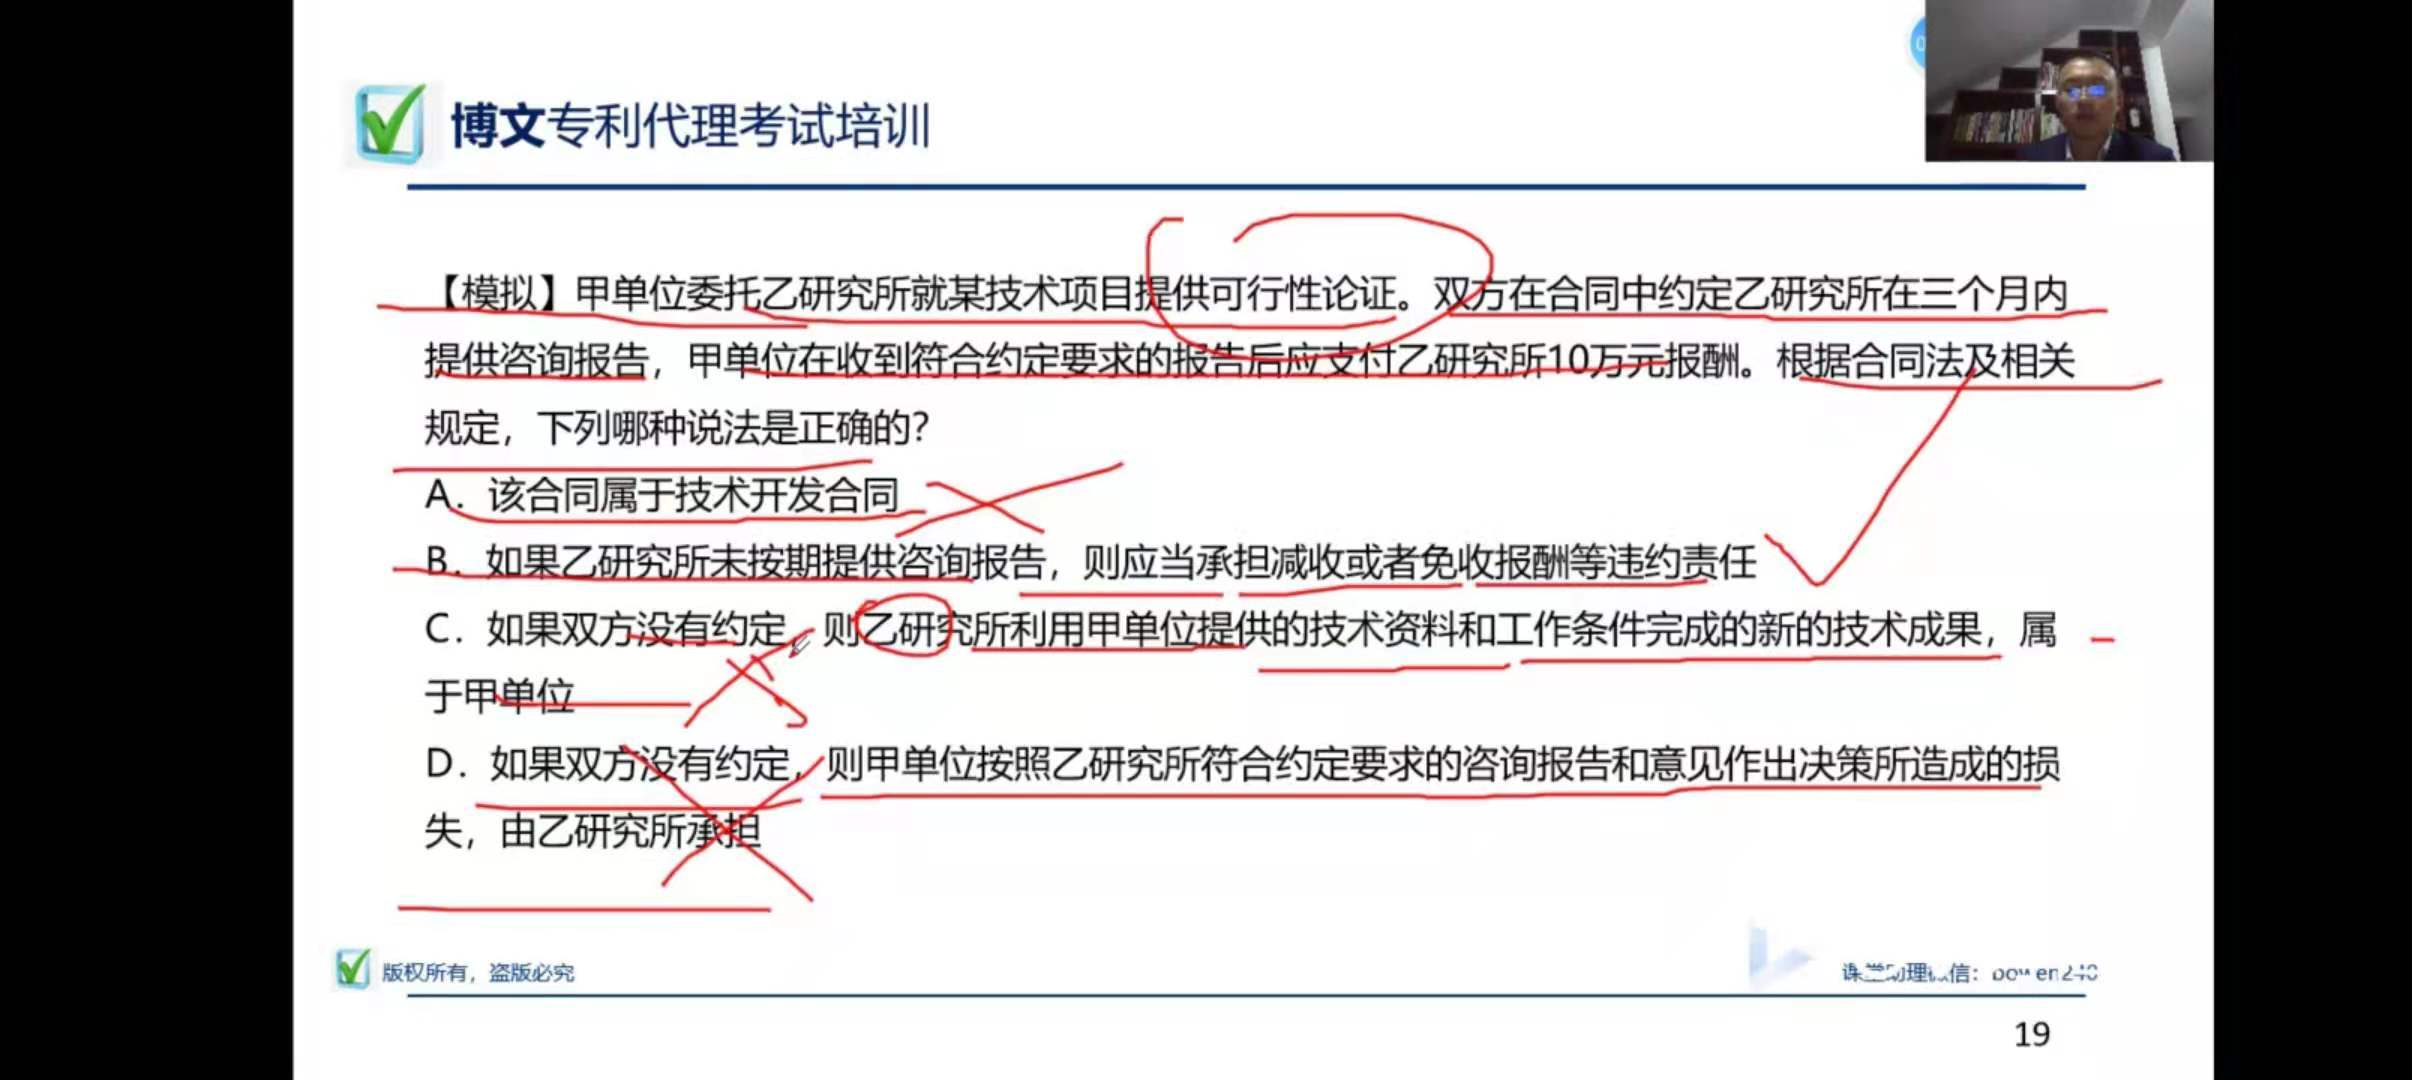 博文专利代理考试培训
【模拟】甲单位委托乙研究所就某技术项目提供可行性论证。双方在合同中约定乙研究所在三个月内
提供咨询报告，甲单位在收到符合约定要求的报告后应支付乙研究所10万元报酬。根据合同法及相关
规定，下列哪种说法是正确的？
A．该合同属于技术开发合同
B．如果乙研究所未按期提供咨询报告，则应当承担减收或者免收报酬等违约责任
C．如果双方没有约定，则乙研究所利用甲单位提供的技术资料和工作条件完成的新的技术成果，属
于甲单位
D．如果双方没有约定，则甲单位按照乙研究所符合约定要求的咨询报告和意见作出决策所造成的损
失，由乙研究所承担
版权所有，盗版必究
课堂助理微信：
19